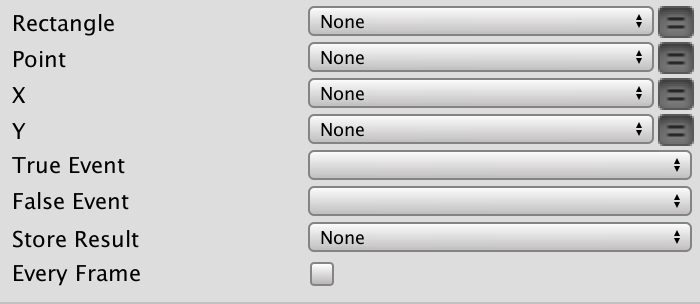 Rectangle None
Point None
X None
Y None
True Event
False Event
Store Result None
Every Frame